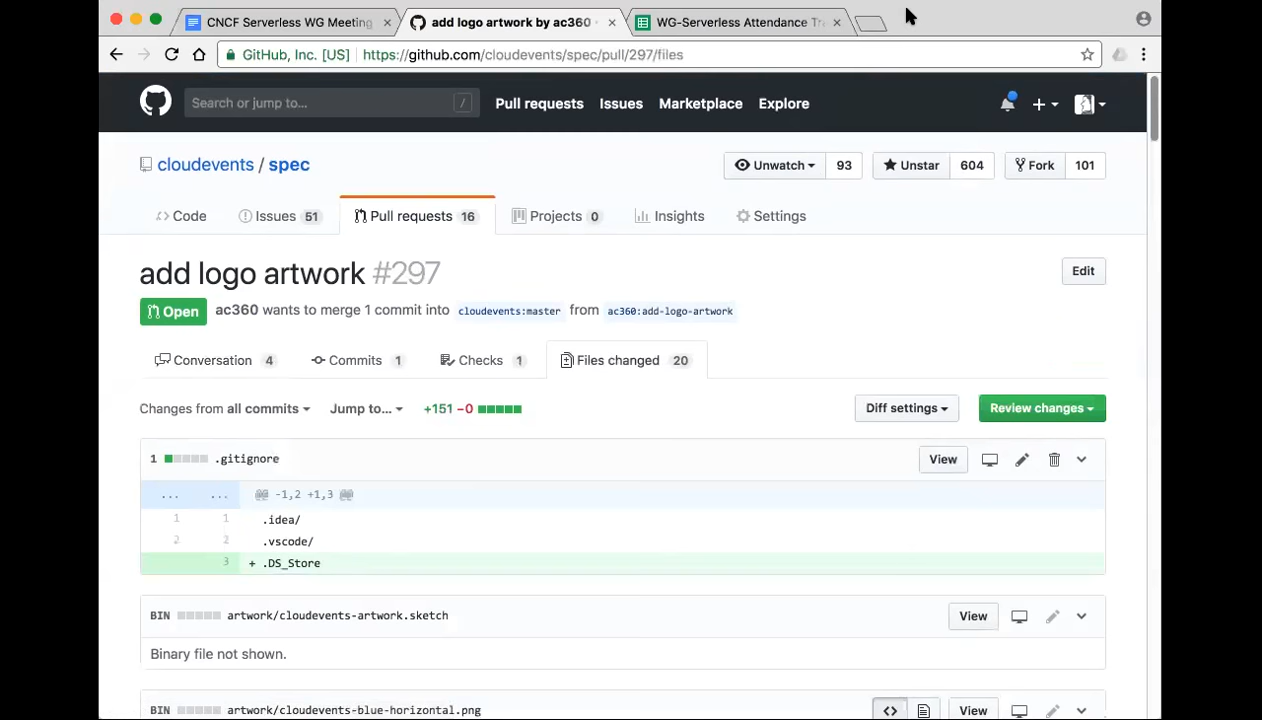 CNCF Serverless WG Meeting
add logo artwork by ac360
WG-Serverless Attendance Tr
GitHub, Inc. [US]
https://github.com/cloudevents/spec/pull/297/files
Search or jump to...
/
Pull requests
Issues
Marketplace
Explore
cloudevents / spec
Unwatch 93
Unstar 604
Fork 101
Code
Issues 51
Pull requests 16
Projects 0
Insights
Settings
add logo artwork #297
Edit
Open
ac360 wants to merge 1 commit into cloudevents:master from ac360:add-logo-artwork
Conversation 4
Commits 1
Checks 1
Files changed 20
Changes from all commits
Jump to...
+151 −0
Diff settings
Review changes
1 .gitignore
View
... ... @@ -1,2 +1,3 @@
1 1 .idea/
2 2 .vscode/
3 + .DS_Store
BIN artwork/cloudevents-artwork.sketch
View
Binary file not shown.
BIN artwork/cloudevents-blue-horizontal.png
<>
View